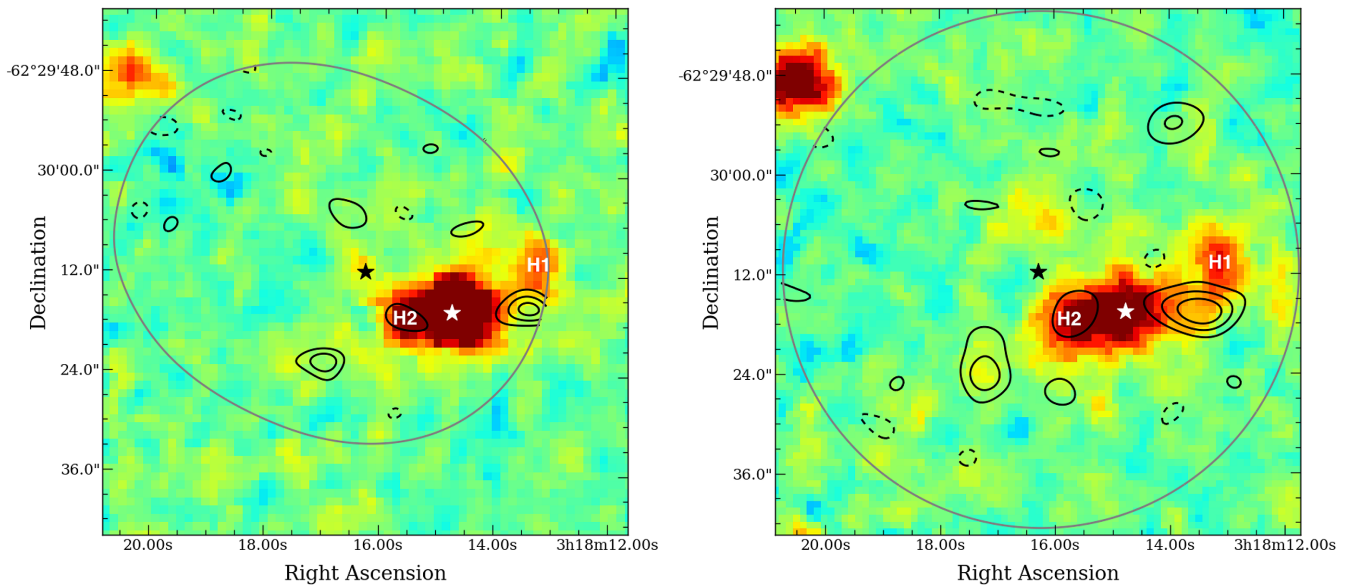 -62°29'48.0"
30'00.0"
12.0"
24.0"
36.0"
Declination
H1
H2
20.00s 18.00s 16.00s 14.00s 3h18m12.00s
Right Ascension
-62°29'48.0"
30'00.0"
12.0"
24.0"
36.0"
Declination
H1
H2
20.00s 18.00s 16.00s 14.00s 3h18m12.00s
Right Ascension